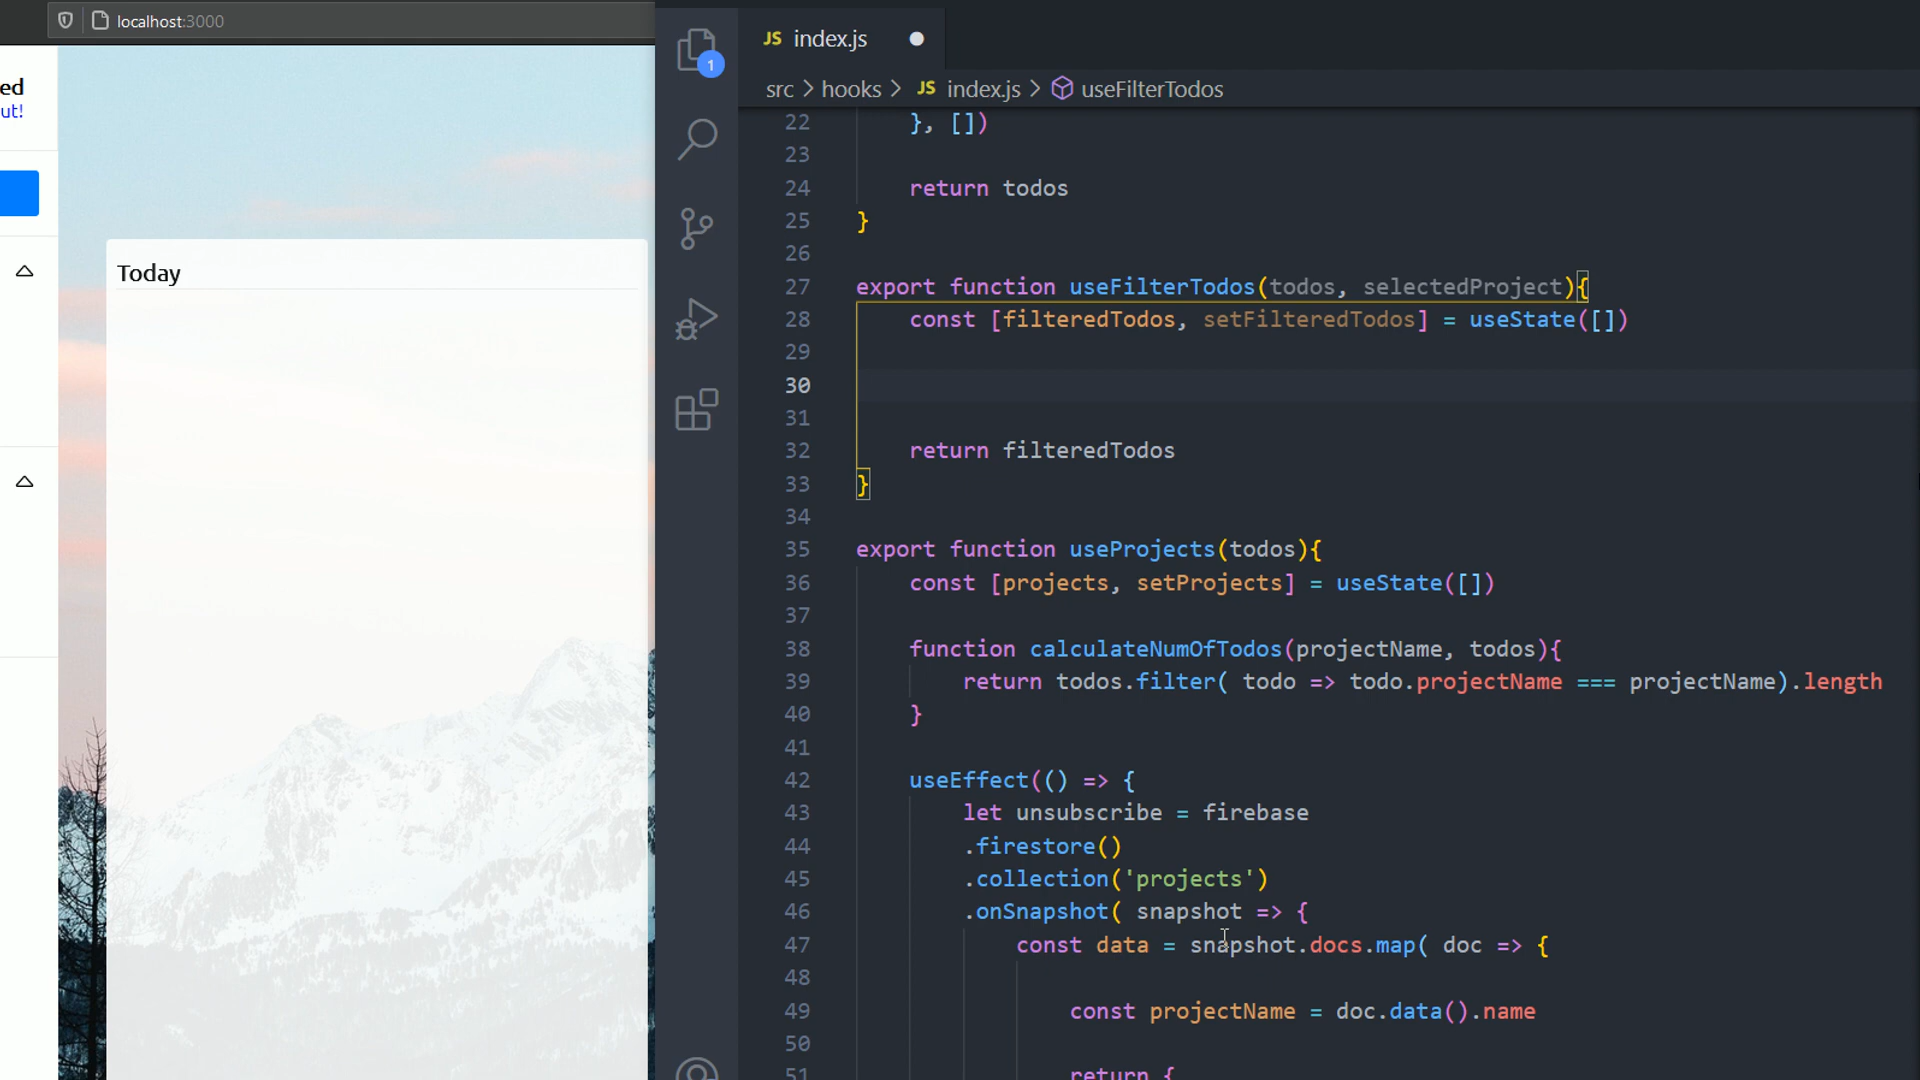 localhost:3000
ed
ut!
Today
1
JS index.js
src > hooks > JS index.js > useFilterTodos
22 }, [])
23
24 return todos
25 }
26
27 export function useFilterTodos(todos, selectedProject){
28 const [filteredTodos, setFilteredTodos] = useState([])
29
30
31
32 return filteredTodos
33 }
34
35 export function useProjects(todos){
36 const [projects, setProjects] = useState([])
37
38 function calculateNumOfTodos(projectName, todos){
39 return todos.filter( todo => todo.projectName === projectName).length
40 }
41
42 useEffect(() => {
43 let unsubscribe = firebase
44 .firestore()
45 .collection('projects')
46 .onSnapshot( snapshot => {
47 const data = snapshot.docs.map( doc => {
48
49 const projectName = doc.data().name
50
51 return {